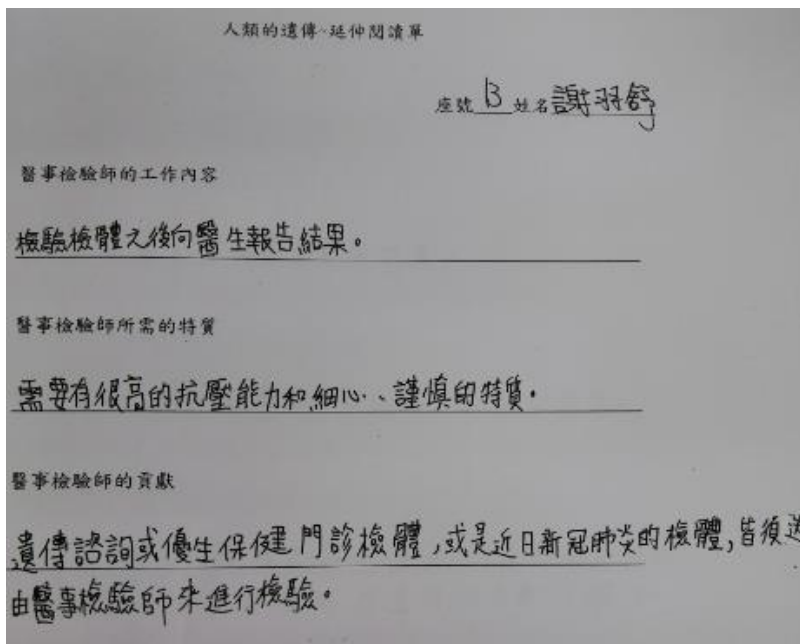 人類的遺傳-延伸閱讀單
座號 13 姓名 謝羽舒
醫事檢驗師的工作內容
檢驗檢體之後向醫生報告結果。
醫事檢驗師所需的特質
需要有很高的抗壓能力和細心、謹慎的特質。
醫事檢驗師的貢獻
遺傳諮詢或優生保健門診檢體,或是近日新冠肺炎的檢體,皆須送
由醫事檢驗師來進行檢驗。